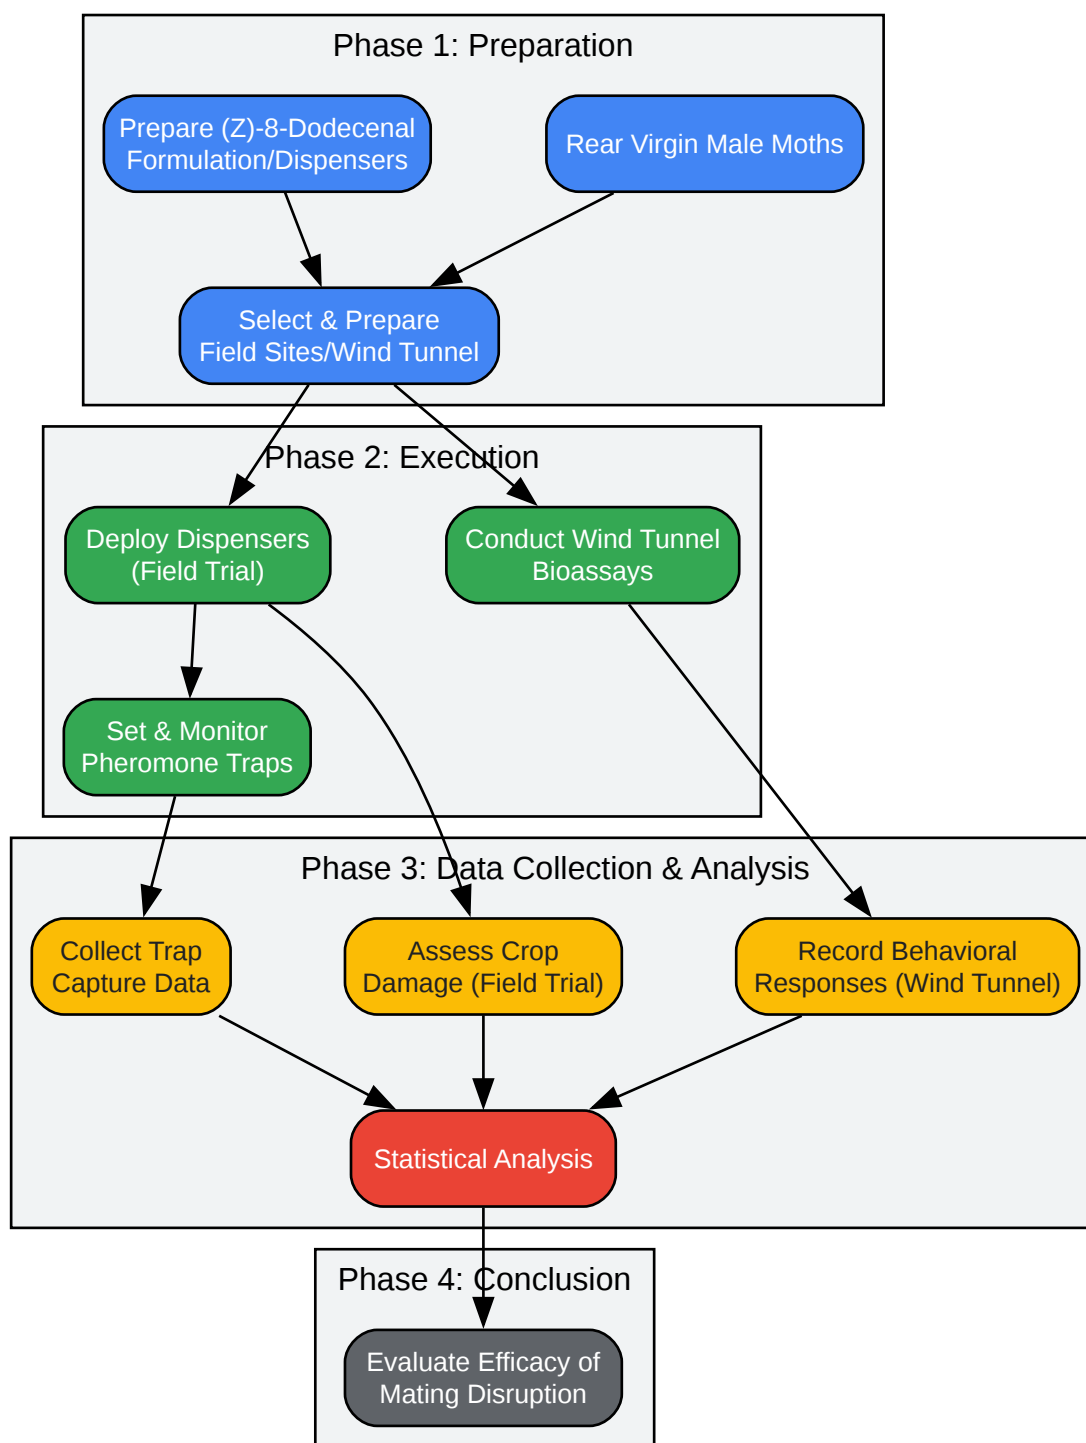 Phase 1: Preparation
Prepare (Z)-8-Dodecenal
Formulation/Dispensers
Rear Virgin Male Moths
Select & Prepare
Field Sites/Wind Tunnel
Phase 2: Execution
Deploy Dispensers
(Field Trial)
Conduct Wind Tunnel
Bioassays
Set & Monitor
Pheromone Traps
Phase 3: Data Collection & Analysis
Collect Trap
Capture Data
Assess Crop
Damage (Field Trial)
Record Behavioral
Responses (Wind Tunnel)
Statistical Analysis
Phase 4: Conclusion
Evaluate Efficacy of
Mating Disruption